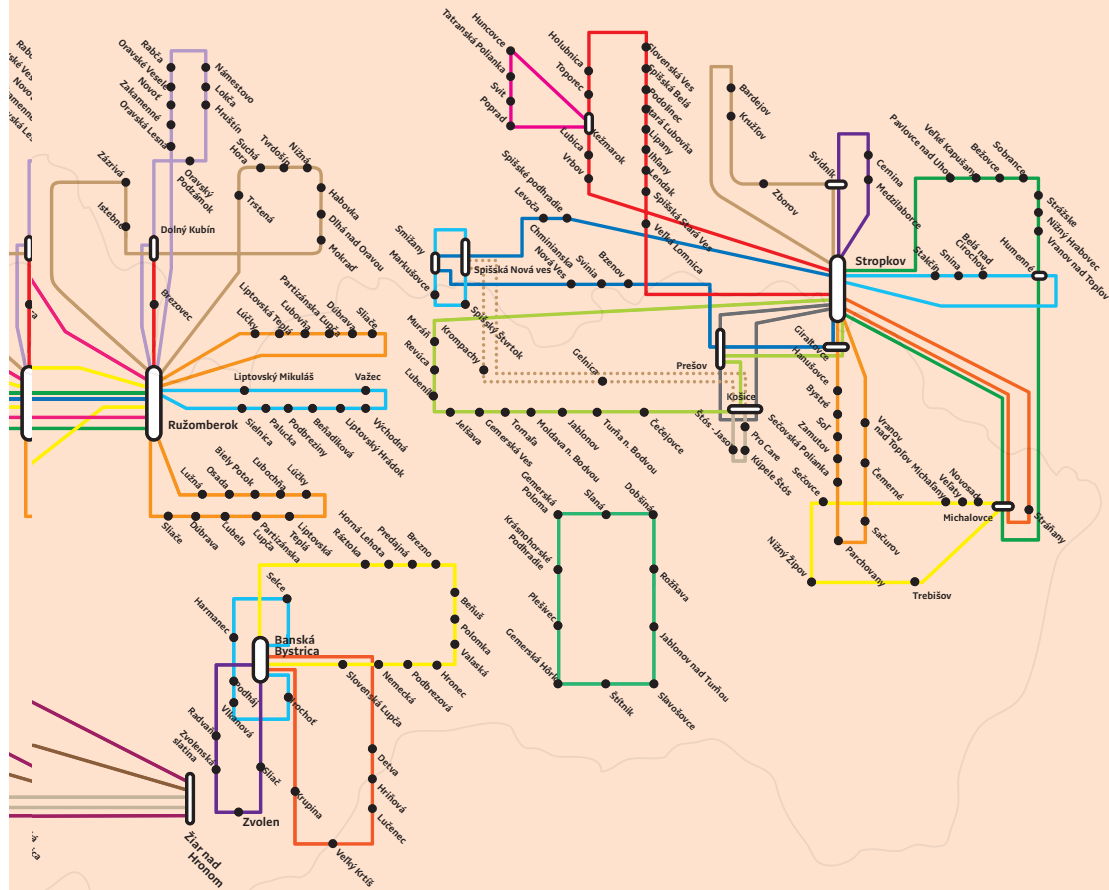 Rabča
Oravské Veselé
Novoť
Zakamenné
Oravská Lesná
Námestovo
Lokča
Hruštín
Oravský
Podzámok
Zázrivá
Istebné
Dolný Kubín
Brezovec
Suchá
Hora
Tvrdošín
Nižná
Trstená
Habovka
Dlhá nad Oravou
Mokraď
Lúčky
Liptovská Teplá
Ľubovňa
Partizánska Ľupča
Dúbrava
Sliače
Liptovský Mikuláš
Važec
Ružomberok
Sielnica
Palúcka
Podbreziny
Beňadiková
Liptovský Hrádok
Východná
Lužná
Osada
Biely Potok
Ľubochňa
Lúčky
Sliače
Dúbrava
Ľubela
Partizánska
Ľupča
Liptovská
Teplá
Huncovce
Tatranská Polianka
Svit
Poprad
Holubnica
Toporec
Kežmarok
Ľubica
Vrbov
Slovenská Ves
Spišská Belá
Podolínec
Stará Ľubovňa
Lipany
Ihľany
Lendak
Spišská Stará Ves
Veľká Lomnica
Spišské podhradie
Levoča
Smižany
Markušovce
Spišská Nová ves
Spišský Štvrtok
Chminianska
Nová Ves
Svinia
Bzenov
Bardejov
Kružľov
Zborov
Svidník
Čemina
Medzilaborce
Stropkov
Pavlovce nad Uhom
Veľké Kapušany
Bežovce
Sobrance
Strážske
Nižný Hrabovec
Vranov nad Topľov
Stakčín
Snina
Belá nad
Cirochou
Humenné
Muráň
Revúca
Lubeník
Krompachy
Gelnica
Prešov
Košice
Giraltovce
Hanušovce
Bystré
Soľ
Zamutov
Sečovská Polianka
Sečovce
Jelšava
Gemerská Ves
Tornaľa
Moldava n. Bodvou
Jablonov
Turňa n. Bodvou
Čečejovce
Štós - Jasov
Pro Care
Kúpele Štós
Vranov
nad Topľov
Čemerné
Sačurov
Parchovany
Michaľany
Veľaty
Novosad
Michalovce
Stráňany
Nižný Žipov
Trebišov
Gemerská
Poloma
Slaná
Dobšiná
Krásnohorské
Podhradie
Rožňava
Plešivec
Jablonov nad Turňou
Gemerská Hôrka
Štítnik
Slavošovce
Ráztoka
Horná Lehota
Predajná
Brezno
Beňuš
Polomka
Valaská
Hronec
Podbrezová
Nemecká
Slovenská Ľupča
Selce
Harmanec
Banská
Bystrica
Podháj
Vlkanová
Hrochoť
Radvaň
Zvolenská
slatina
Sliač
Zvolen
Krupina
Detva
Hriňová
Lučenec
Veľký Krtíš
Žiar nad
Hronom